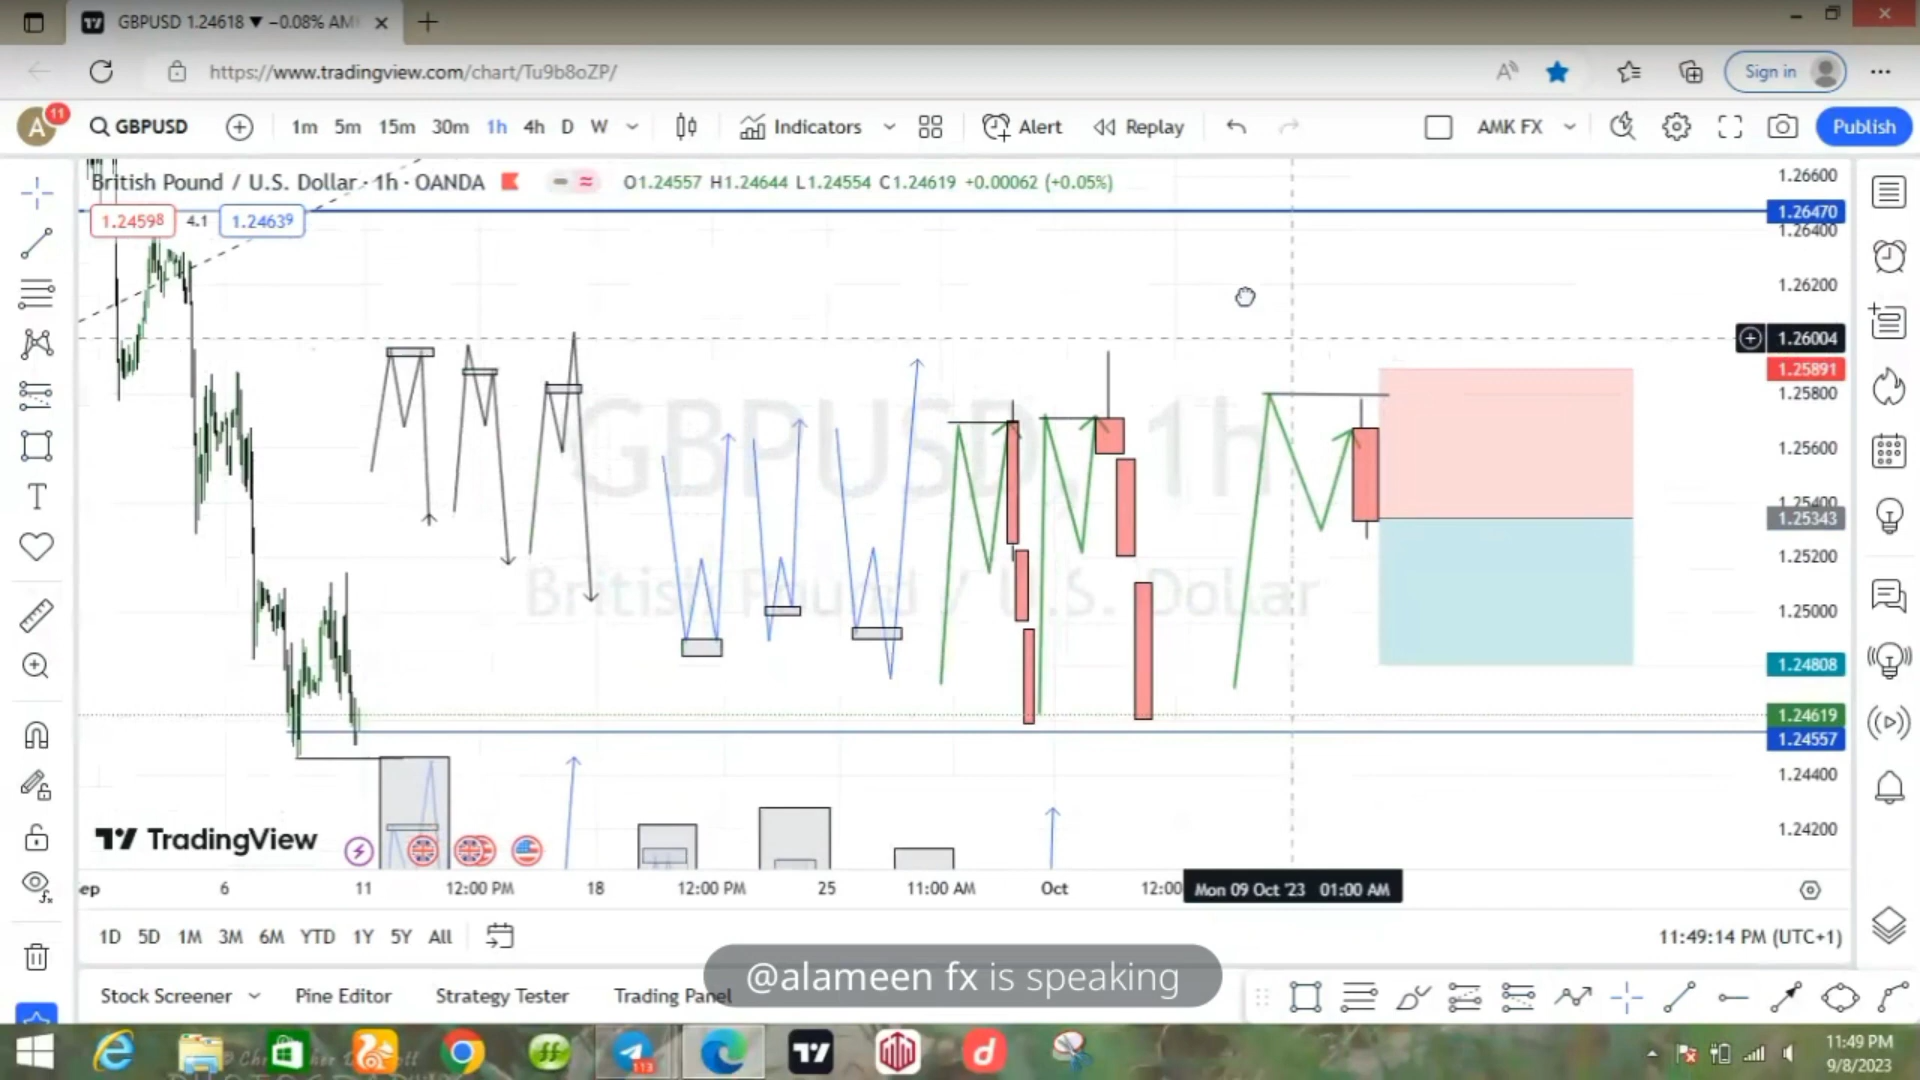 GBPUSD 1.24618 ▼ −0.08% AM
https://www.tradingview.com/chart/Tu9b8oZP/
Sign in
A
11
GBPUSD
1m 5m 15m 30m 1h 4h D W
Indicators
Alert
Replay
AMK FX
Publish
British Pound / U.S. Dollar · 1h · OANDA
O1.24557 H1.24644 L1.24554 C1.24619 +0.00062 (+0.05%)
1.24598
4.1
1.24639
GBPUSD, 1h
British Pound / U.S. Dollar
1.26600
1.26470
1.26400
1.26200
1.26004
1.25891
1.25800
1.25600
1.25400
1.25343
1.25200
1.25000
1.24808
1.24619
1.24557
1.24400
1.24200
TradingView
ep 6 11 12:00 PM 18 12:00 PM 25 11:00 AM Oct 12:00 Mon 09 Oct '23 01:00 AM
1D 5D 1M 3M 6M YTD 1Y 5Y All
11:49:14 PM (UTC+1)
@alameen fx is speaking
Stock Screener Pine Editor Strategy Tester Trading Panel
113
11:49 PM
9/8/2023